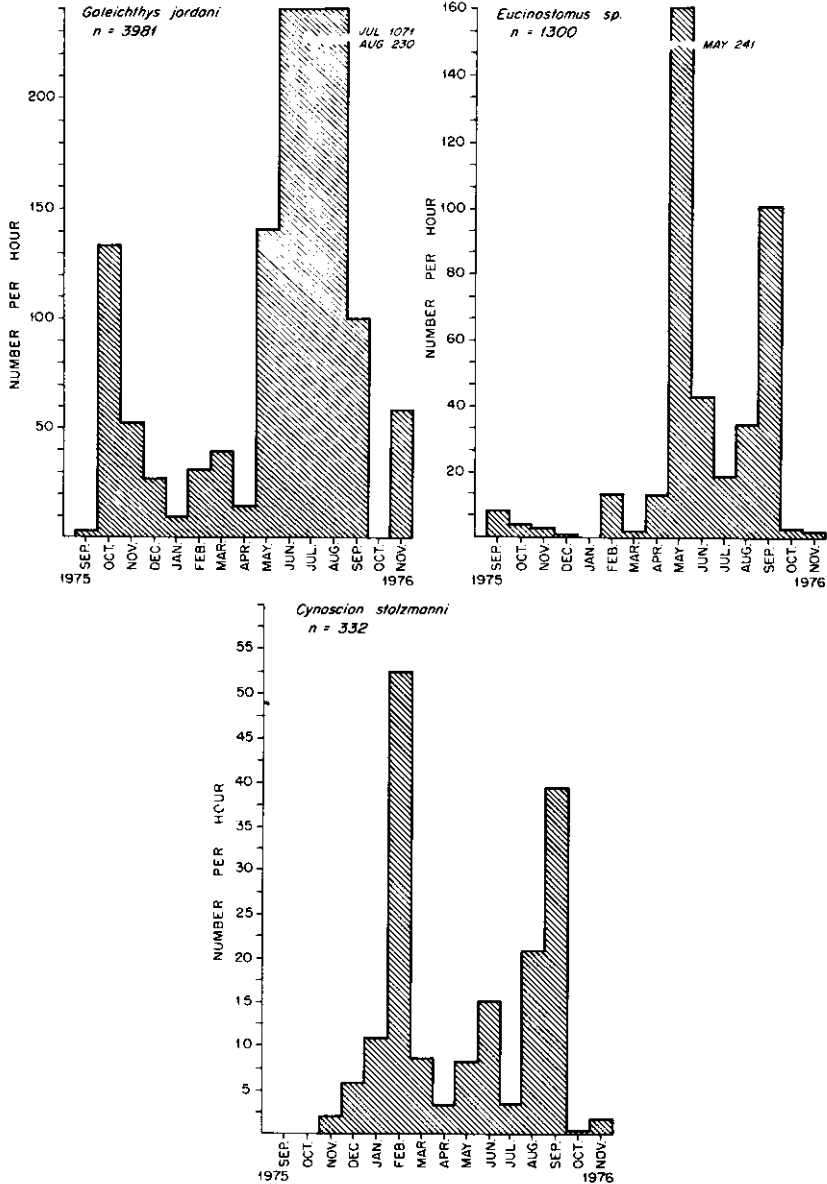 Galeichthys jordani
n = 3981
JUL 1071
AUG 230
NUMBER PER HOUR
200
150
100
50
SEP.
OCT.
NOV.
DEC.
JAN.
FEB.
MAR.
APR.
MAY.
JUN.
JUL.
AUG.
SEP.
OCT.
NOV.
1975
1976
Eucinostomus sp.
n = 1300
MAY 241
NUMBER PER HOUR
160
140
120
100
80
60
40
20
SEP.
OCT.
NOV.
DEC.
JAN.
FEB.
MAR.
APR.
MAY
JUN.
JUL.
AUG.
SEP.
OCT.
NOV.
1975
1976
Cynoscion stolzmanni
n = 332
NUMBER PER HOUR
55
50
45
40
35
30
25
20
15
10
5
SEP.
OCT.
NOV.
DEC.
JAN.
FEB.
MAR.
APR.
MAY.
JUN.
JUL.
AUG.
SEP.
OCT.
NOV.
1975
1976